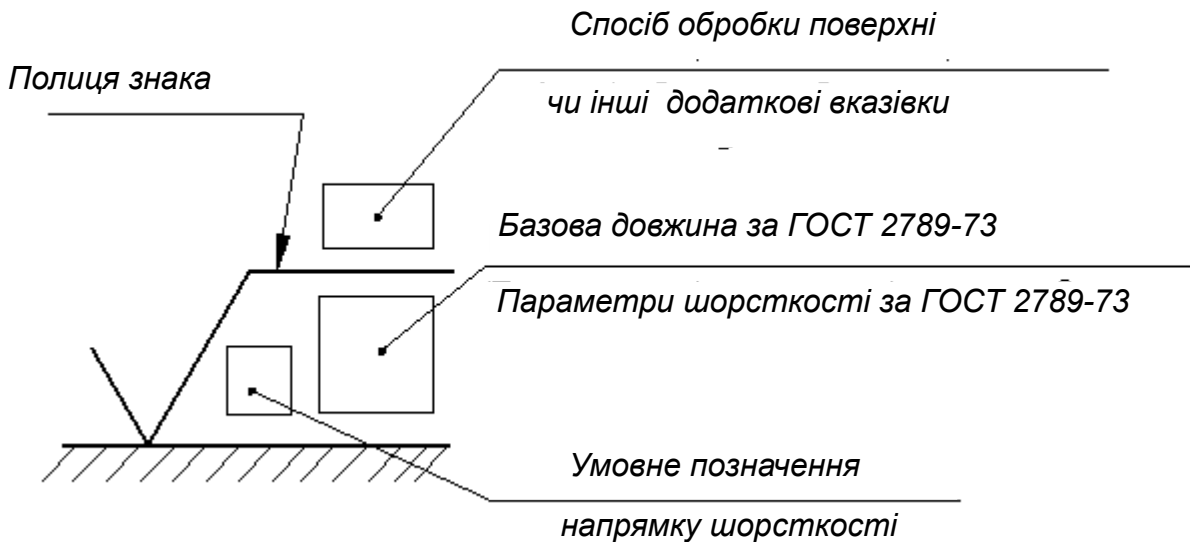 Спосіб обробки поверхні
Полиця знака
чи інші додаткові вказівки
Базова довжина за ГОСТ 2789-73
Параметри шорсткості за ГОСТ 2789-73
Умовне позначення
напрямку шорсткості